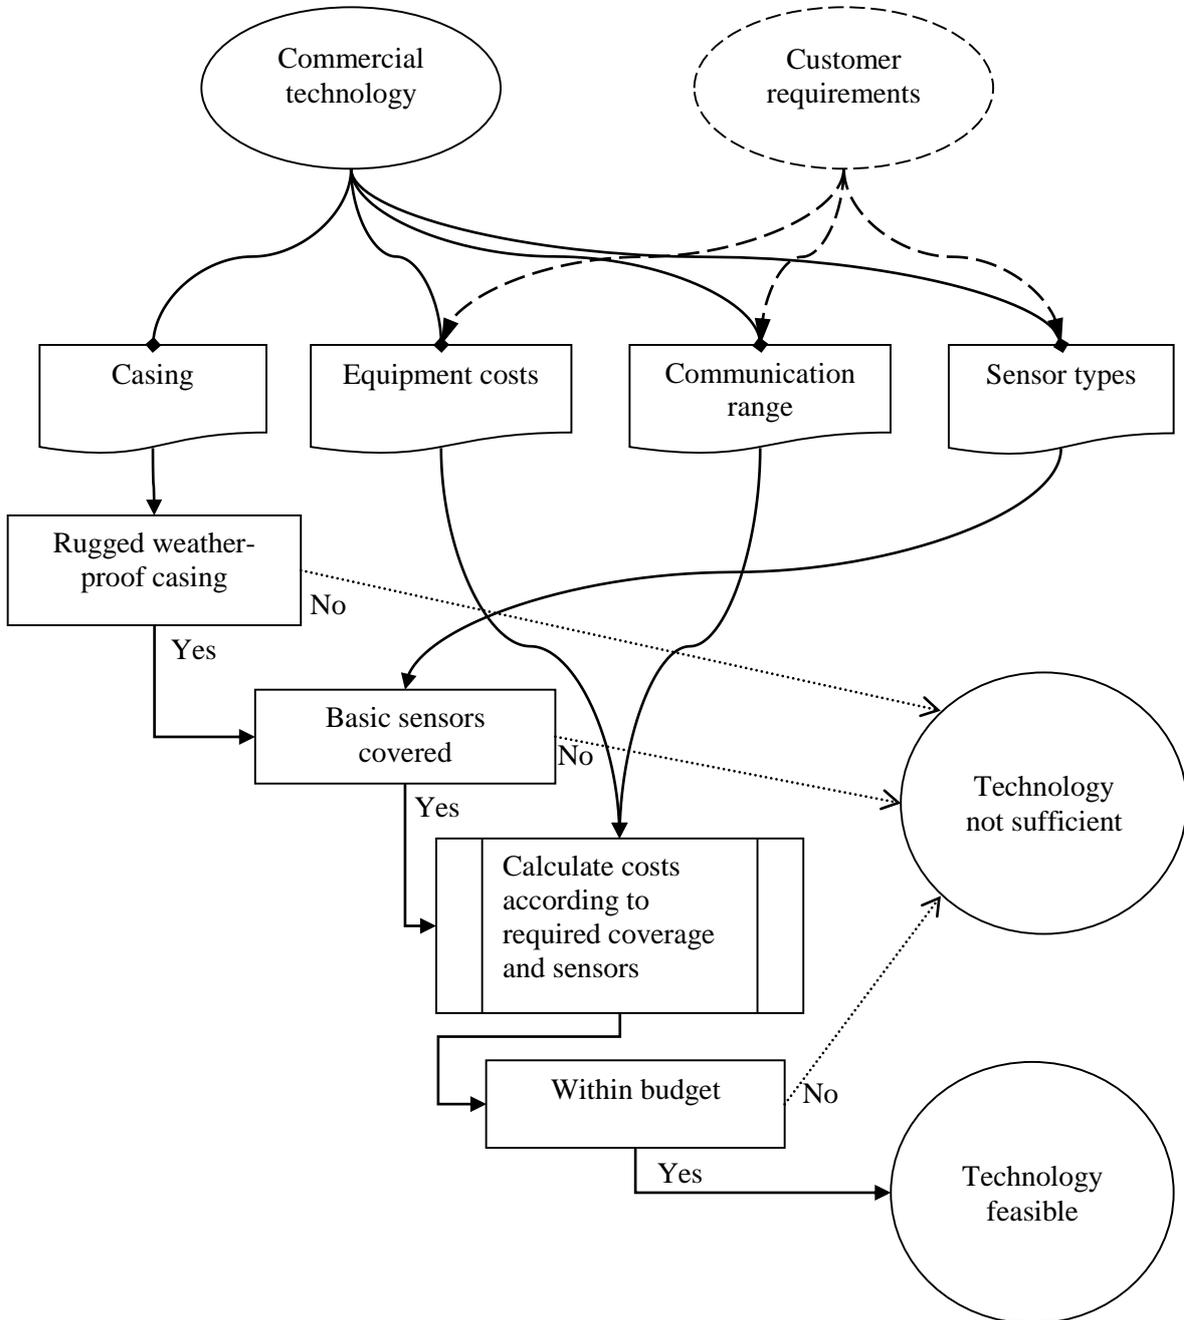 Commercial
technology
Customer
requirements
Casing
Equipment costs
Communication
range
Sensor types
Rugged weather-
proof casing
No
Yes
Basic sensors
covered
No
Yes
Technology
not sufficient
Calculate costs
according to
required coverage
and sensors
Within budget
No
Yes
Technology
feasible